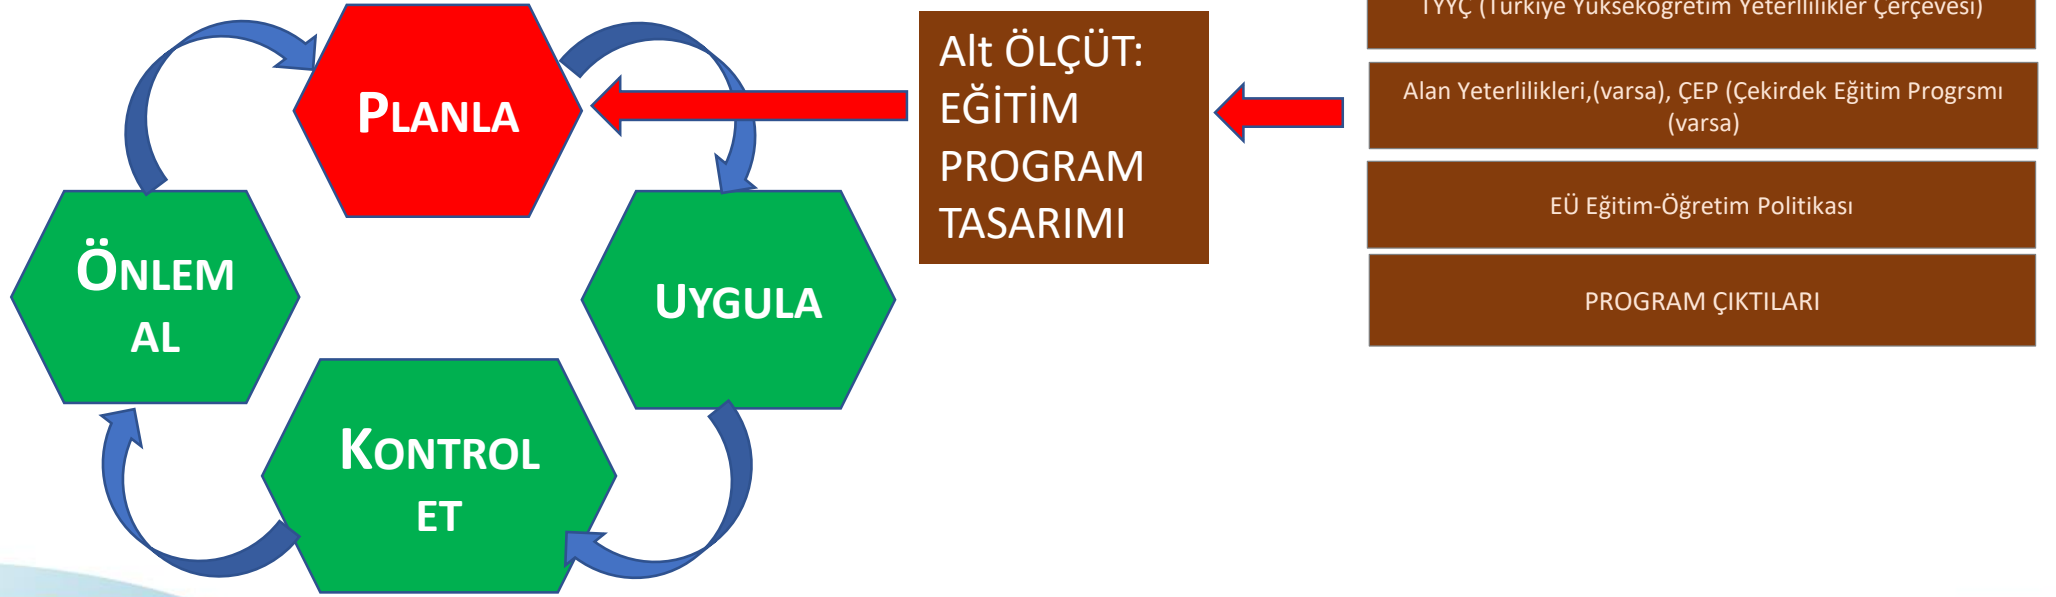 PLANLA
UYGULA
KONTROL
ET
ÖNLEM
AL
Alt ÖLÇÜT:
EĞİTİM
PROGRAM
TASARIMI
TYYÇ (Türkiye Yükseköğretim Yeterllilikler Çerçevesi)
Alan Yeterlilikleri,(varsa), ÇEP (Çekirdek Eğitim Progrsmı
(varsa)
EÜ Eğitim-Öğretim Politikası
PROGRAM ÇIKTILARI